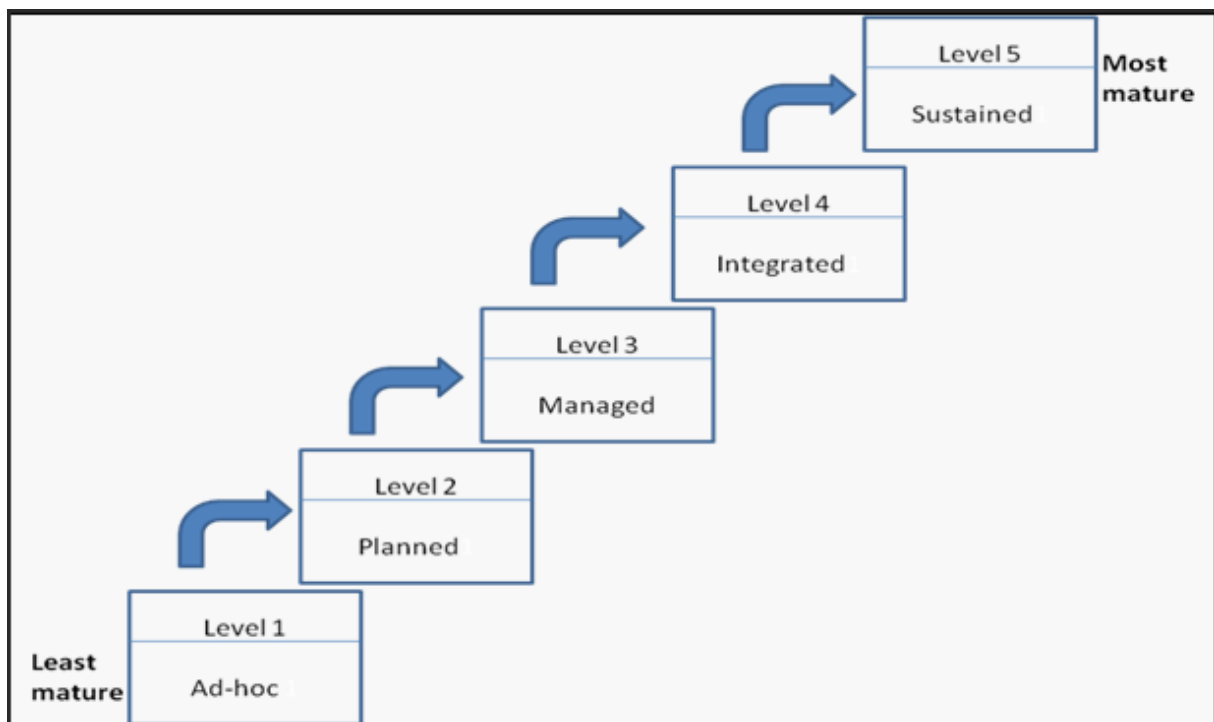 Level 5
Sustained
Most
mature
Level 4
Integrated
Level 3
Managed
Level 2
Planned
Level 1
Ad-hoc
Least
mature